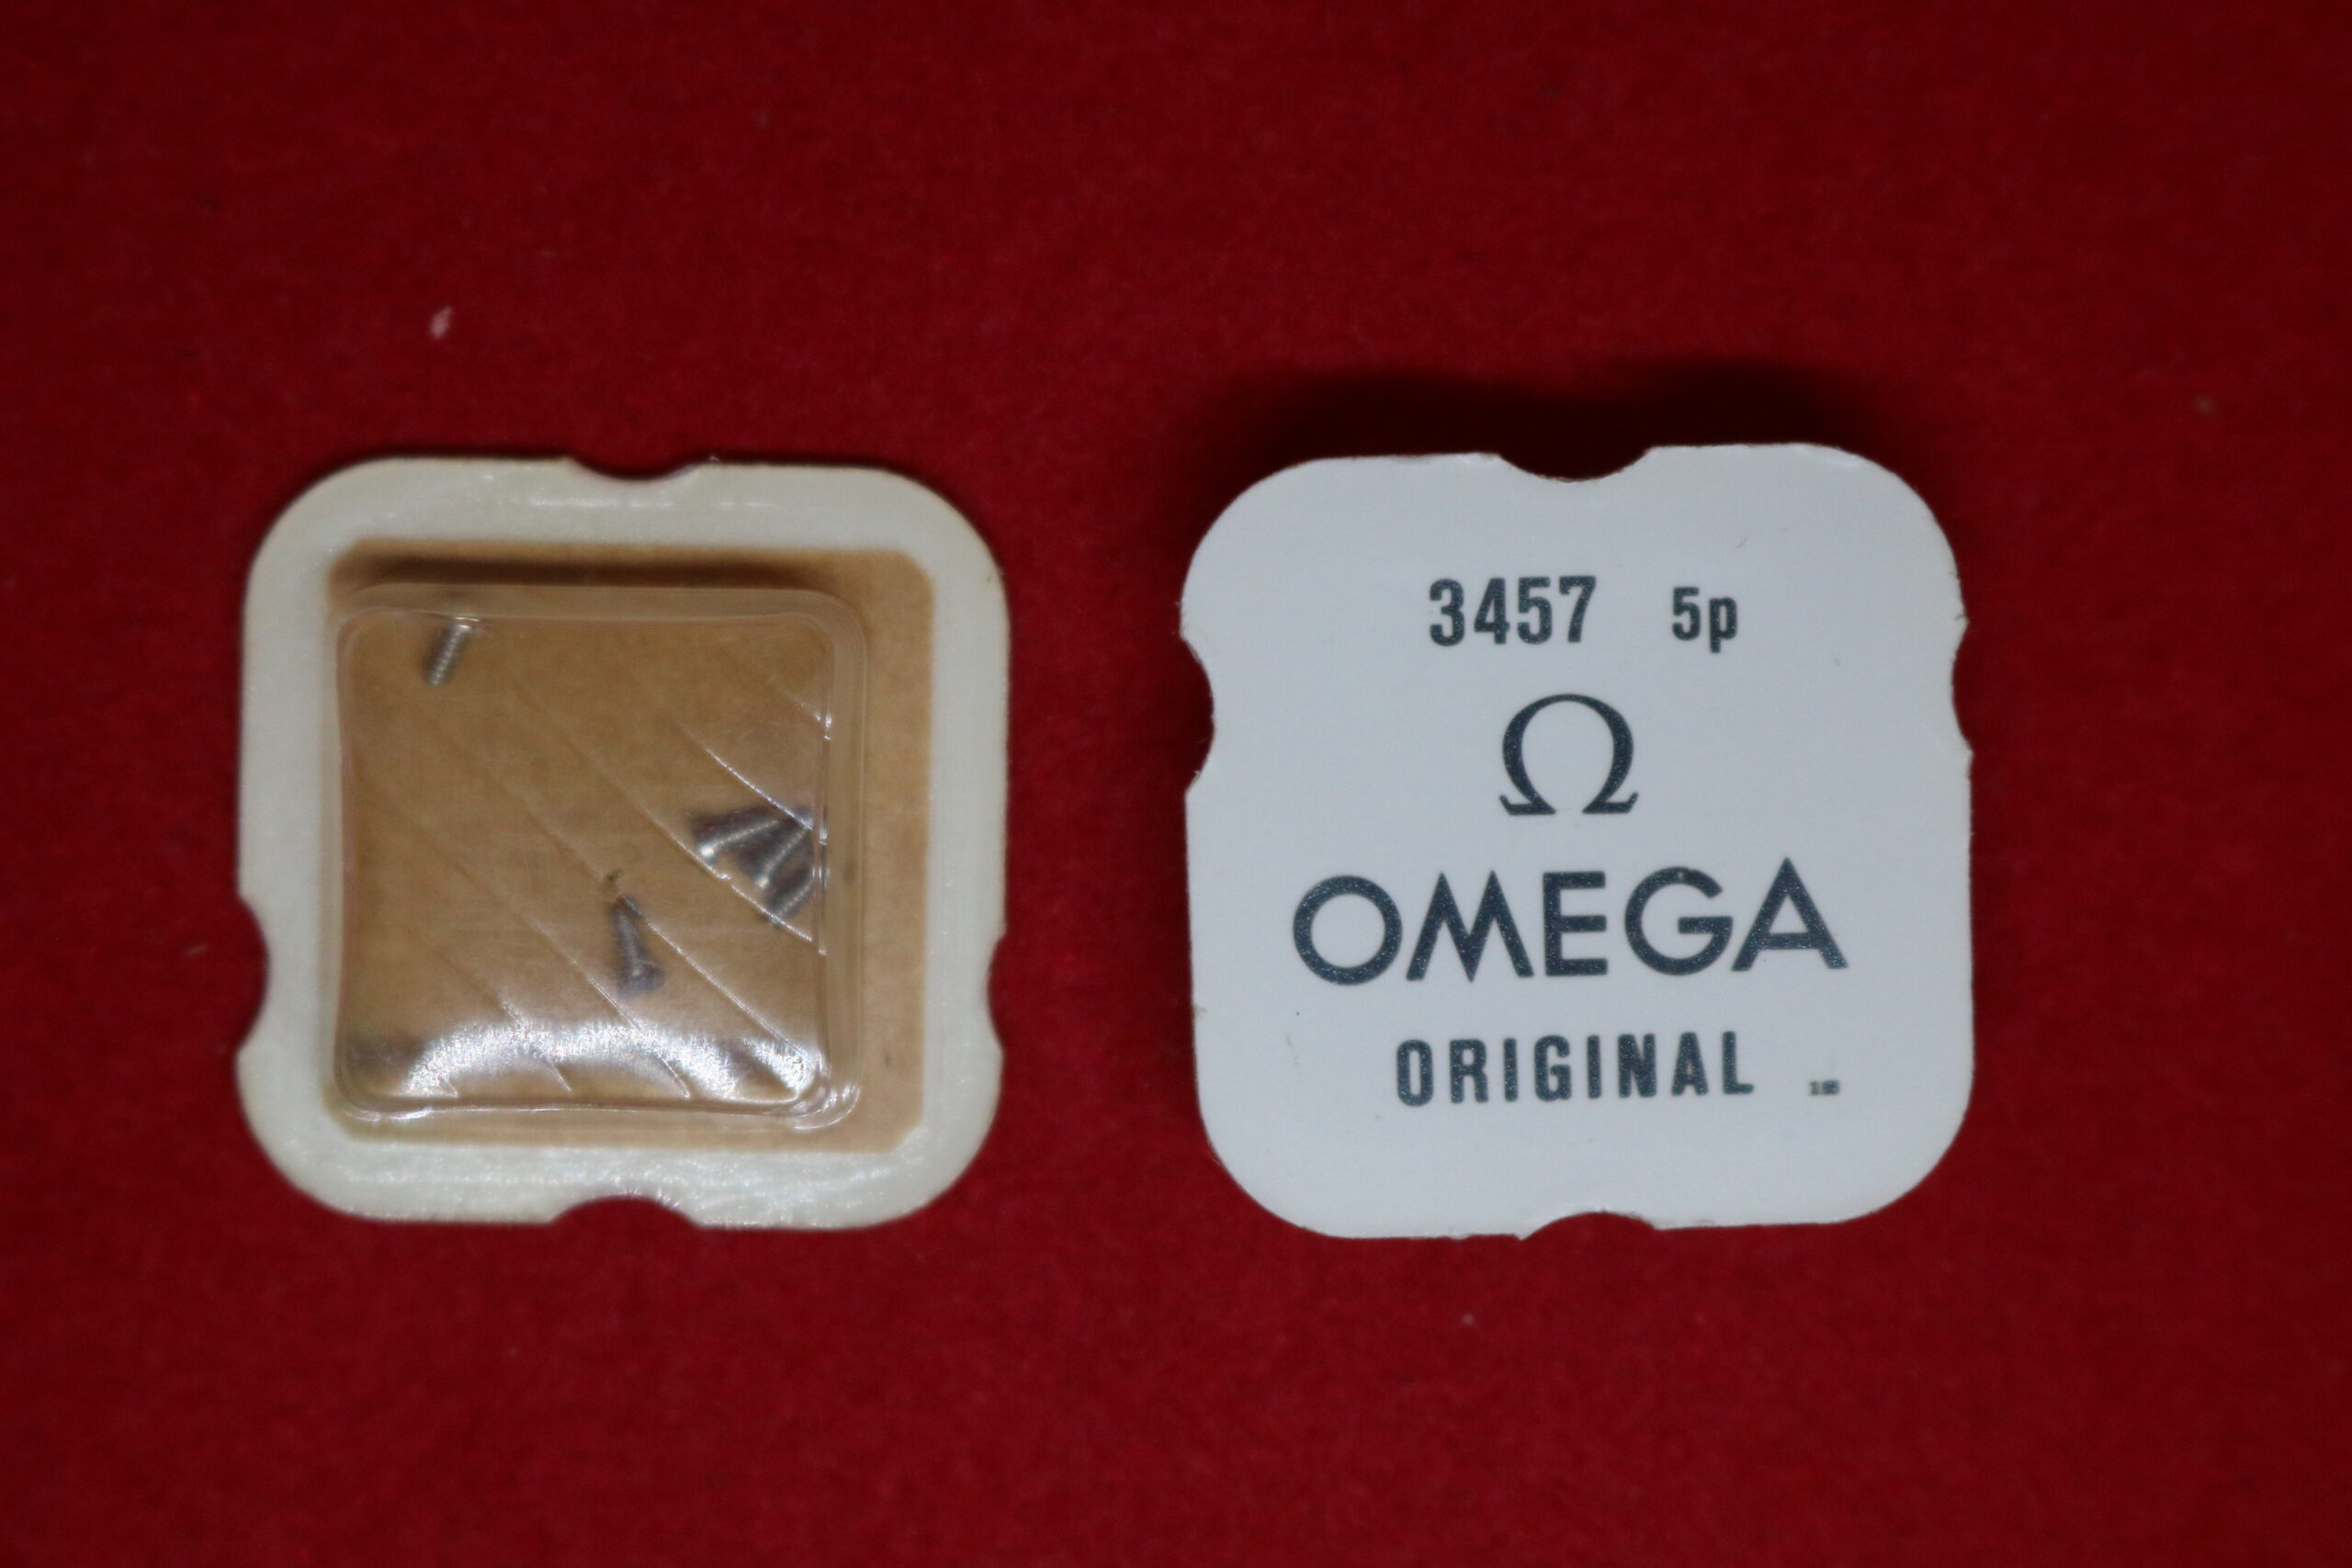 3457 5p
Ω
OMEGA
ORIGINAL